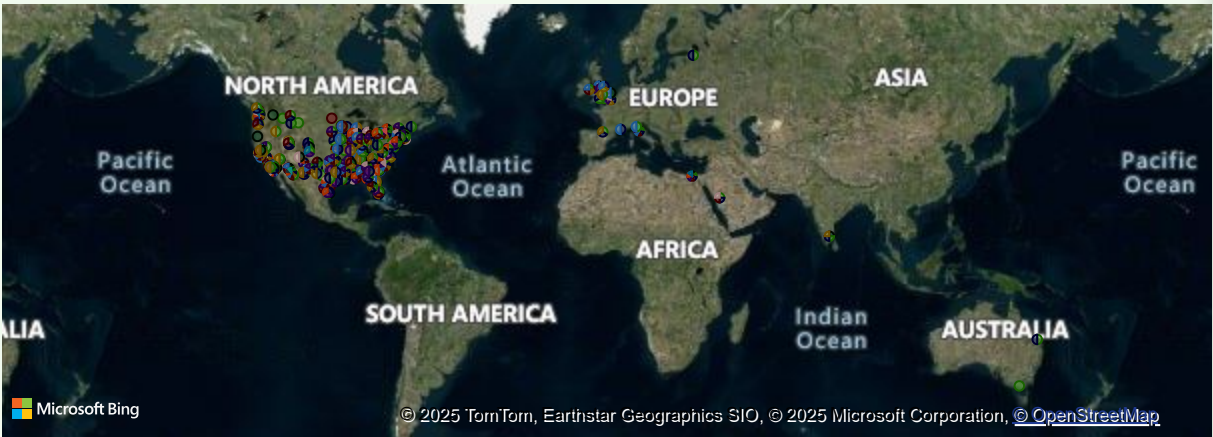 NORTH AMERICA
EUROPE
ASIA
Pacific
Ocean
Atlantic
Ocean
Pacific
Ocean
AFRICA
SOUTH AMERICA
Indian
Ocean
ALIA
AUSTRALIA
Microsoft Bing
© 2025 TomTom, Earthstar Geographics SIO, © 2025 Microsoft Corporation, © OpenStreetMap